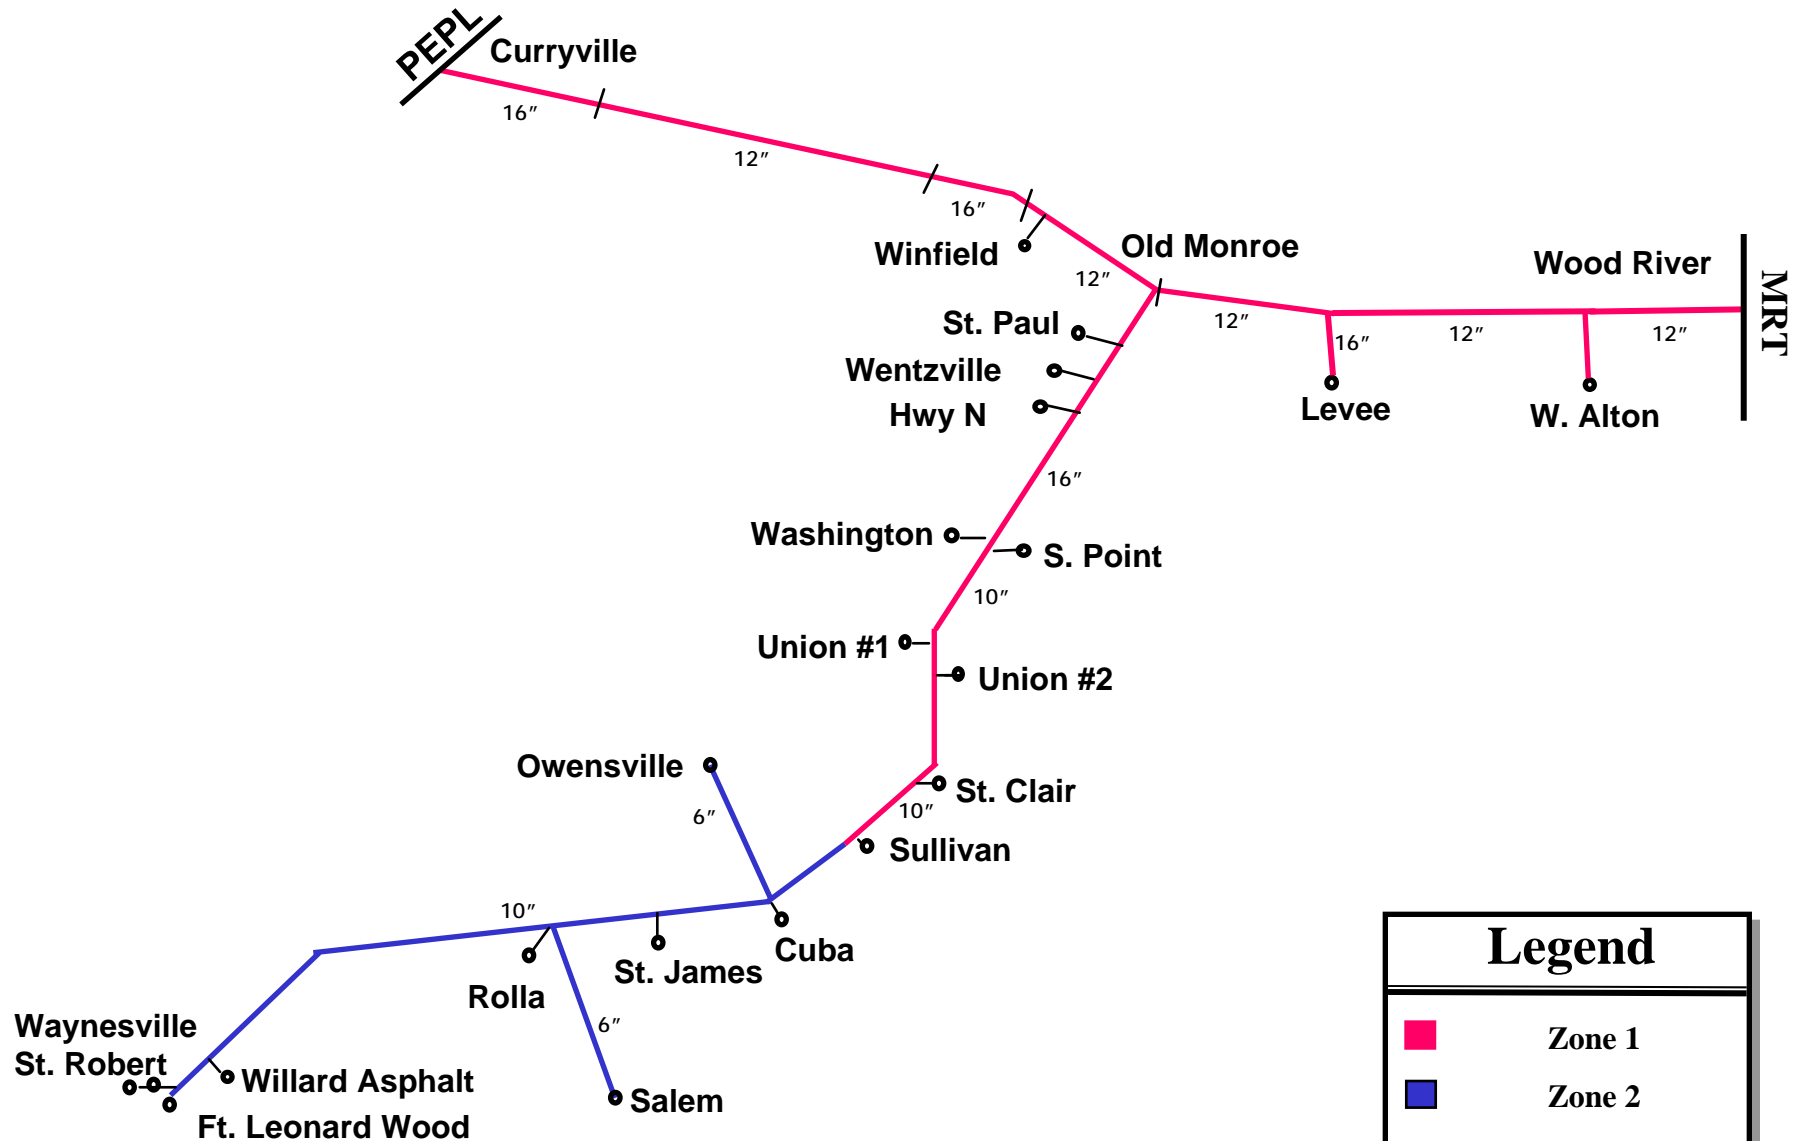 PEPL
Curryville
16"
12"
16"
Winfield
Old Monroe
12"
Wood River
MRT
St. Paul
12"
16"
12"
12"
Wentzville
Hwy N
Levee
W. Alton
16"
Washington
S. Point
10"
Union #1
Union #2
Owensville
6"
St. Clair
10"
Sullivan
10"
Cuba
St. James
Rolla
6"
Waynesville
St. Robert
Willard Asphalt
Salem
Ft. Leonard Wood
Legend
Zone 1
Zone 2